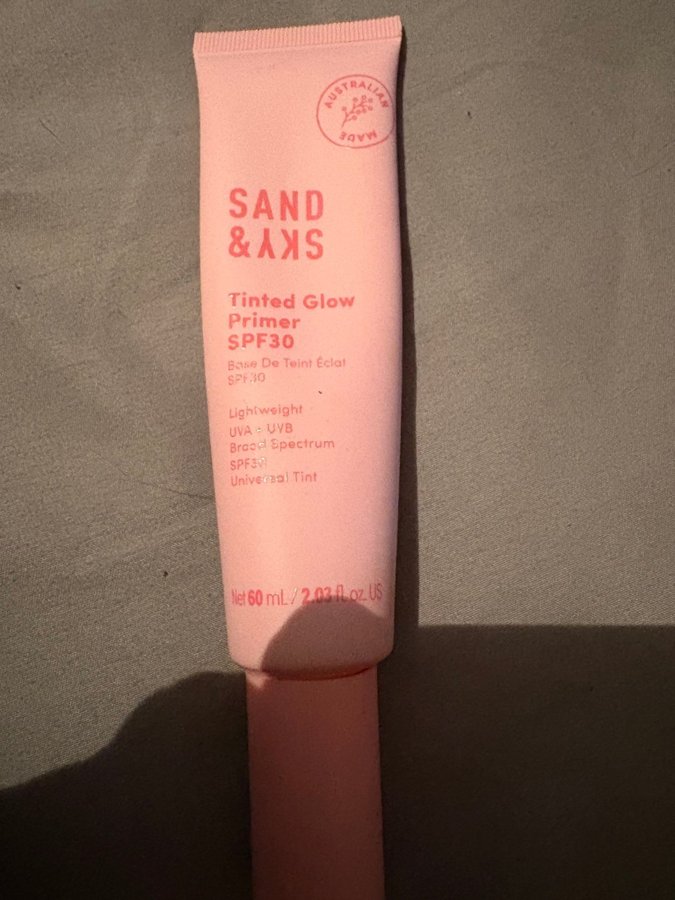 AUSTRALIAN
MADE
SAND
& SKY
Tinted Glow
Primer
SPF30
Base De Teint Éclat
SPF30
Lightweight
UVA + UVB
Broad Spectrum
SPF30
Universal Tint
Net 60 mL / 2.03 fl. oz. US